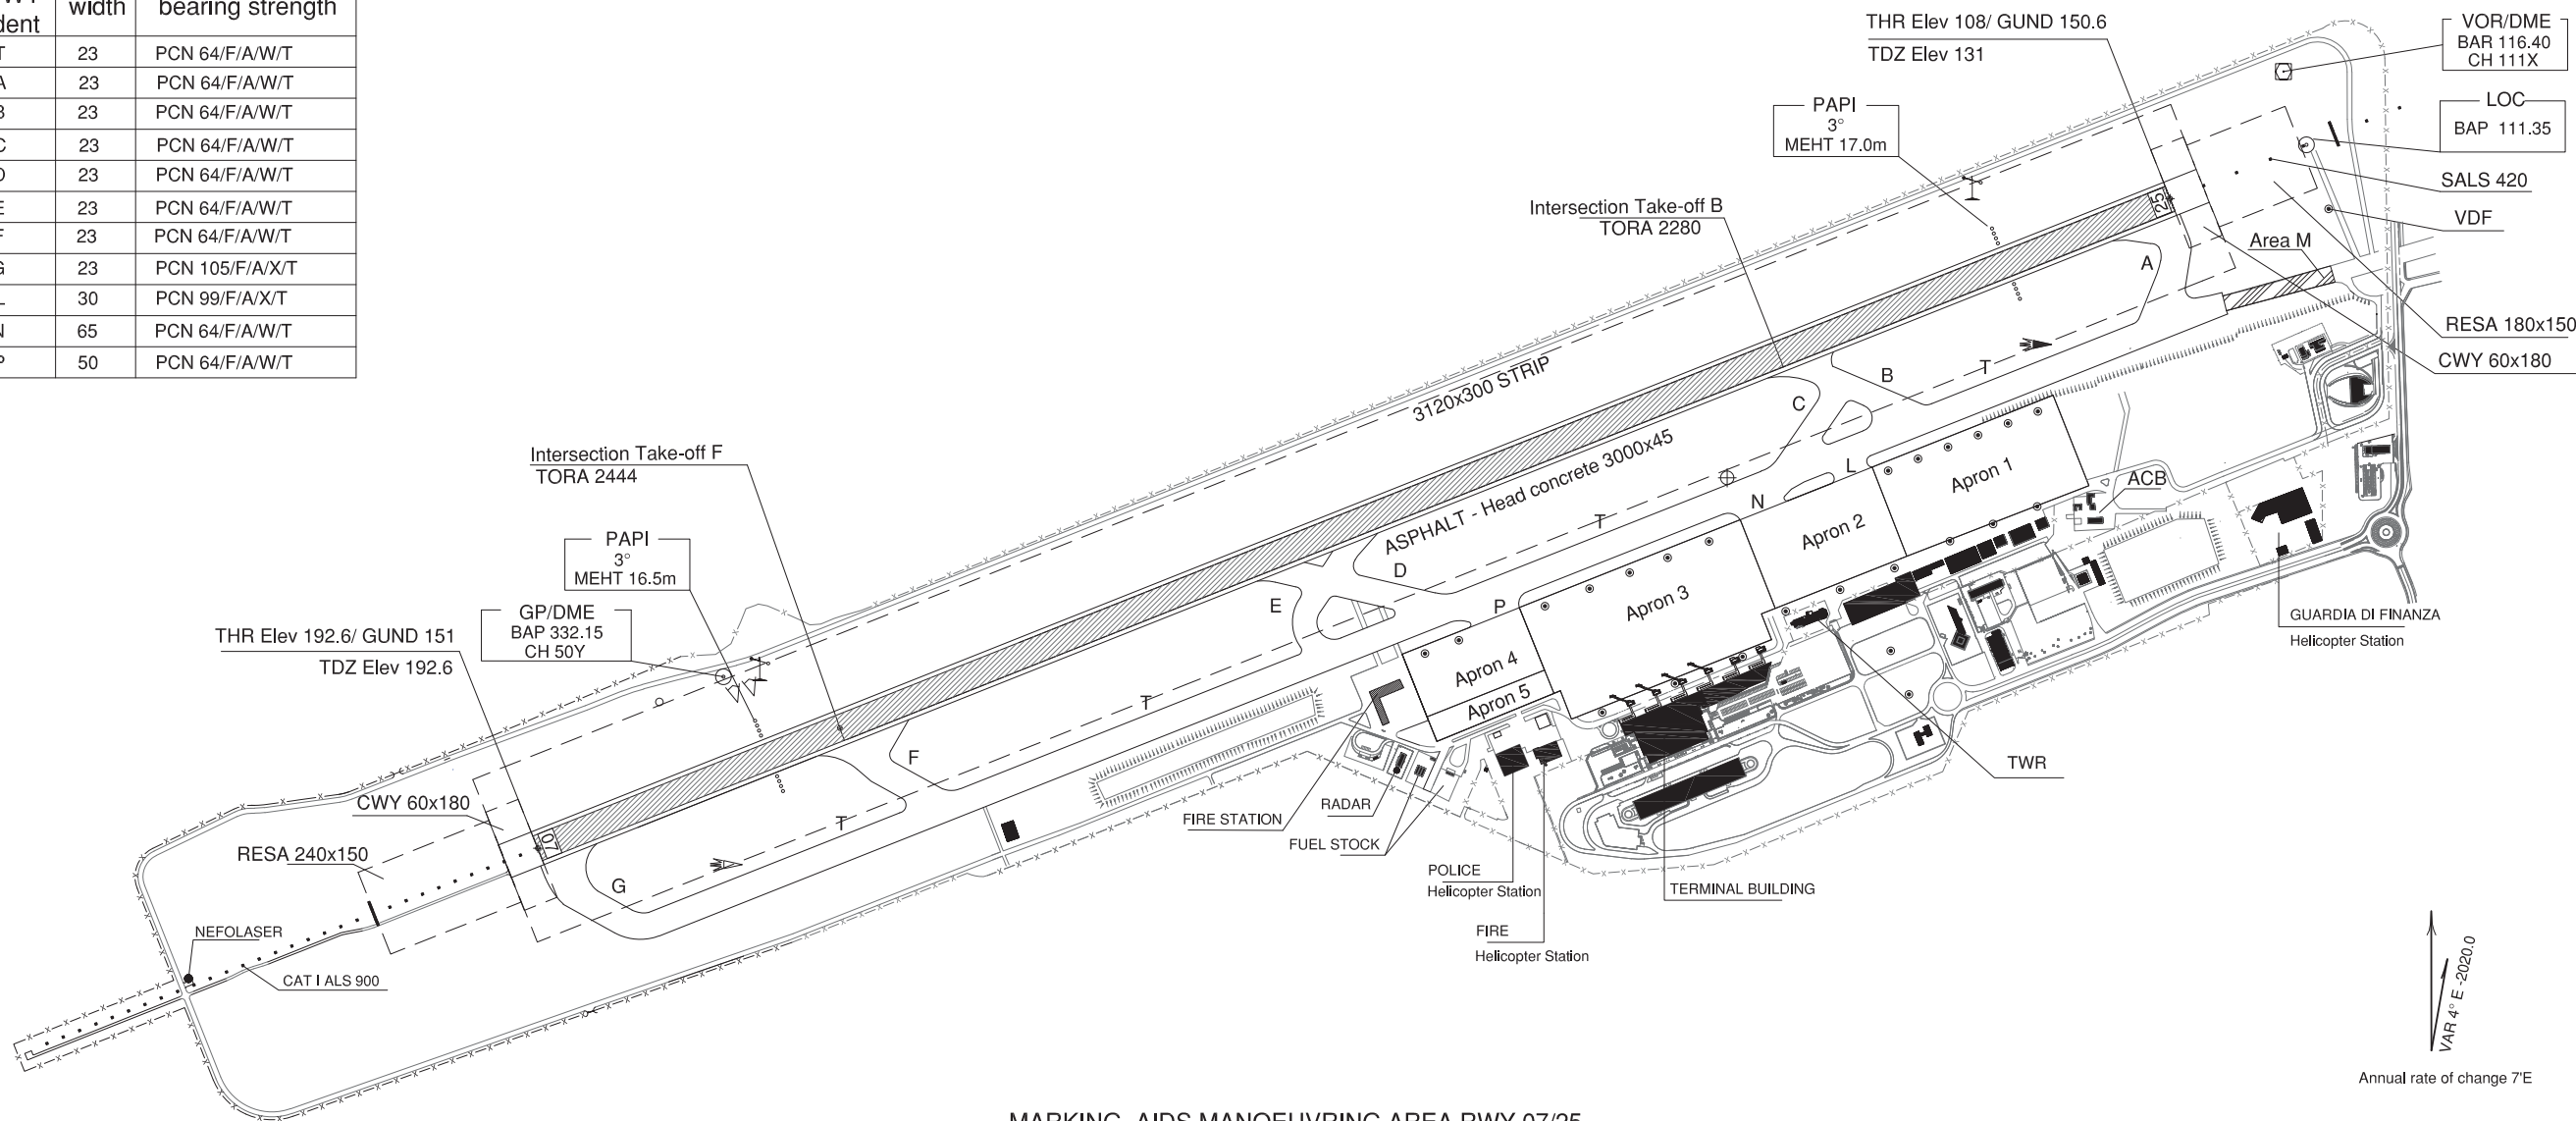 width bearing strength
23 PCN 64/F/A/W/T
A 23 PCN 64/F/A/W/T
23 PCN 64/F/A/W/T
23 PCN 64/F/A/W/T
23 PCN 64/F/A/W/T
23 PCN 64/F/A/W/T
23 PCN 64/F/A/W/T
23 PCN 105/F/A/X/T
30 PCN 99/F/A/X/T
65 PCN 64/F/A/W/T
50 PCN 64/F/A/W/T
THR Elev 108/ GUND 150.6
TDZ Elev 131
VOR/DME
BAR 116.40
CH 111X
LOC
BAP 111.35
SALS 420
VDF
RESA 180x150
CWY 60x180
Area M
PAPI
3°
MEHT 17.0m
Intersection Take-off B
TORA 2280
25
A
B
T
C
3120x300 STRIP
ASPHALT - Head concrete 3000x45
L
N
T
D
P
E
T
F
T
G
07
Apron 1
Apron 2
Apron 3
Apron 4
Apron 5
ACB
GUARDIA DI FINANZA
Helicopter Station
TWR
Intersection Take-off F
TORA 2444
PAPI
3°
MEHT 16.5m
GP/DME
BAP 332.15
CH 50Y
THR Elev 192.6/ GUND 151
TDZ Elev 192.6
CWY 60x180
RESA 240x150
NEFOLASER
CAT I ALS 900
FIRE STATION
RADAR
FUEL STOCK
POLICE
Helicopter Station
FIRE
Helicopter Station
TERMINAL BUILDING
VAR 4° E -2020.0
Annual rate of change 7'E
MARKING AIDS MANOEUVRING AREA RWY 07/25